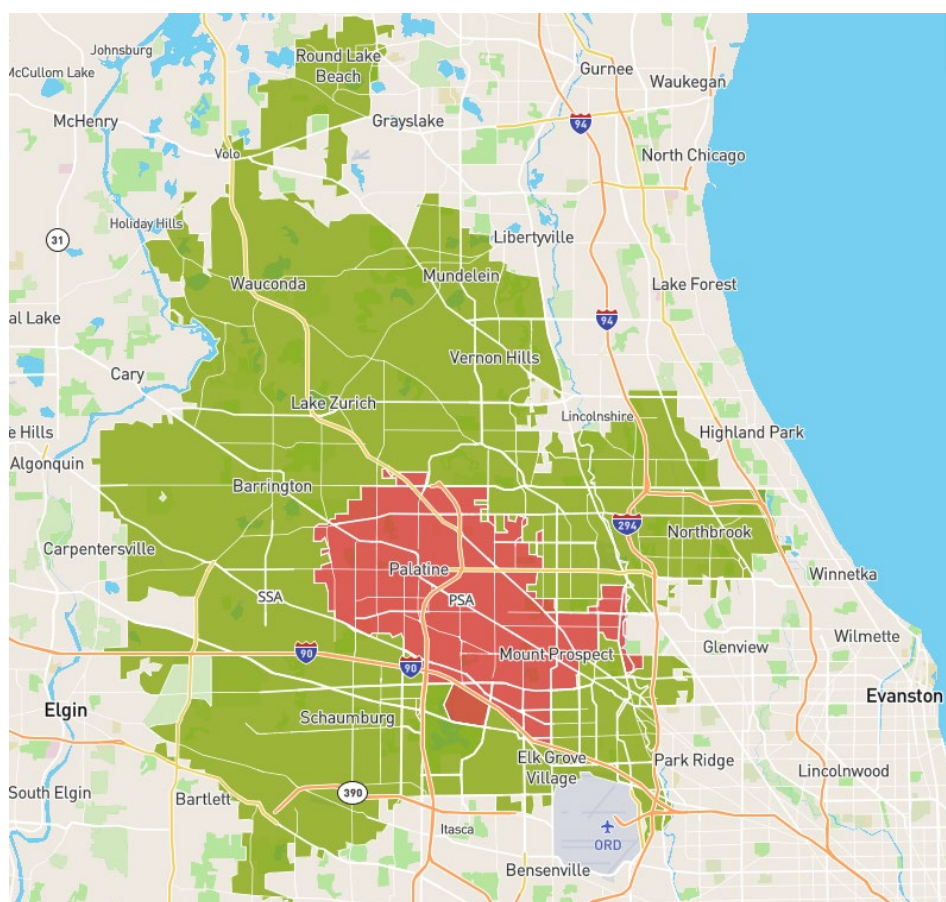 Johnsburg
Round Lake
Beach
Gurnee
McCullom Lake
Waukegan
McHenry
Grayslake
94
Volo
North Chicago
Holiday Hills
31
Libertyville
Wauconda
Mundelein
Lake Forest
al Lake
94
Vernon Hills
Cary
Lake Zurich
Lincolnshire
e Hills
Highland Park
Algonquin
Barrington
294
Northbrook
Carpentersville
Palatine
Winnetka
SSA
PSA
Wilmette
90
90
Mount Prospect
Glenview
Elgin
Evanston
Schaumburg
Elk Grove
Village
Park Ridge
Lincolnwood
South Elgin
Bartlett
390
Itasca
ORD
Bensenville